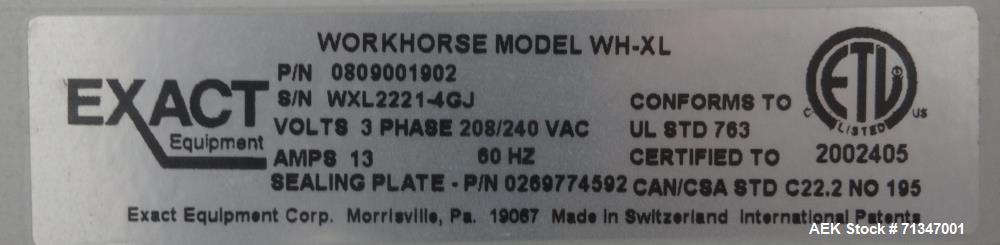 WORKHORSE MODEL WH-XL
EXACT
Equipment
P/N 0809001902
S/N WXL2221-4GJ
VOLTS 3 PHASE 208/240 VAC
AMPS 13 60 HZ
SEALING PLATE - P/N 0269774592
ETL
C US
LISTED
CONFORMS TO
UL STD 763
CERTIFIED TO 2002405
CAN/CSA STD C22.2 NO 195
Exact Equipment Corp. Morrisville, Pa. 19067 Made in Switzerland International Patents
AEK Stock # 71347001